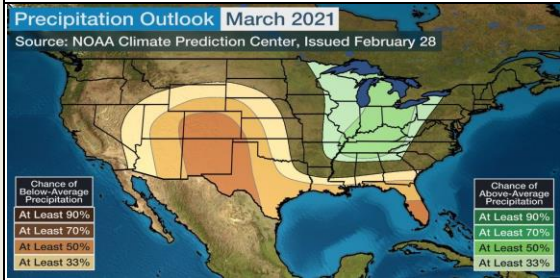 Precipitation Outlook March 2021
Source: NOAA Climate Prediction Center, Issued February 28
Chance of
Below-Average
Precipitation
At Least 90%
At Least 70%
At Least 50%
At Least 33%
Chance of
Above-Average
Precipitation
At Least 90%
At Least 70%
At Least 50%
At Least 33%